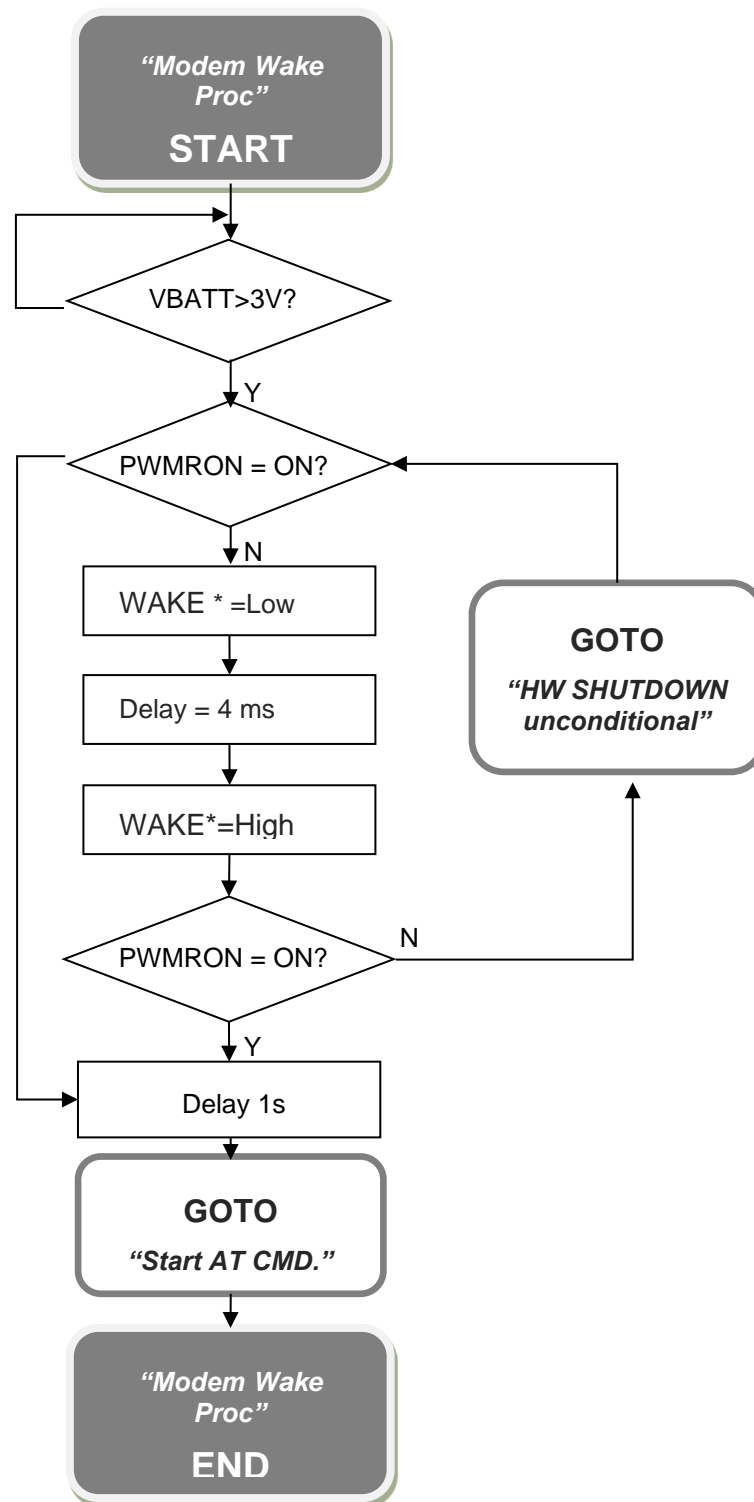 “Modem Wake
Proc”
START
VBATT>3V?
Y
PWMRON = ON?
N
WAKE * =Low
GOTO
“HW SHUTDOWN
unconditional”
Delay = 4 ms
WAKE*=High
PWMRON = ON?
N
Y
Delay 1s
GOTO
“Start AT CMD.”
“Modem Wake
Proc”
END